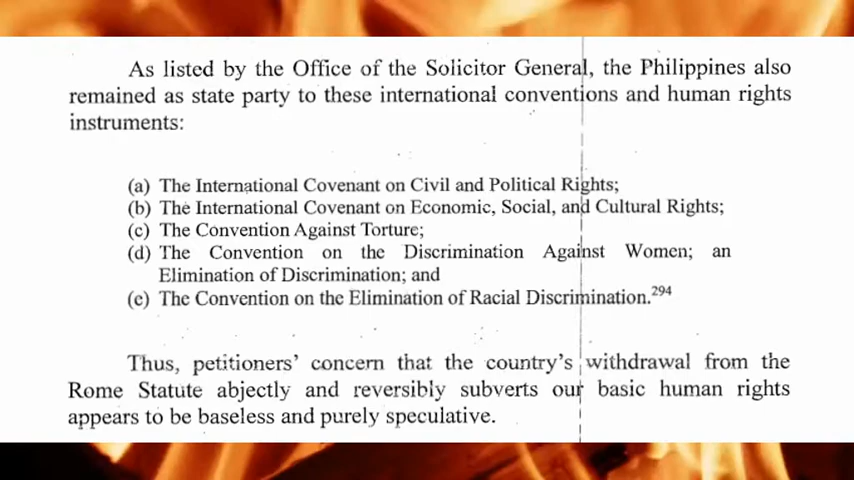 As listed by the Office of the Solicitor General, the Philippines also
remained as state party to these international conventions and human rights
instruments:
(a) The International Covenant on Civil and Political Rights;
(b) The International Covenant on Economic, Social, and Cultural Rights;
(c) The Convention Against Torture;
(d) The Convention on the Discrimination Against Women; an
Elimination of Discrimination; and
(e) The Convention on the Elimination of Racial Discrimination.294
Thus, petitioners' concern that the country's withdrawal from the
Rome Statute abjectly and reversibly subverts our basic human rights
appears to be baseless and purely speculative.